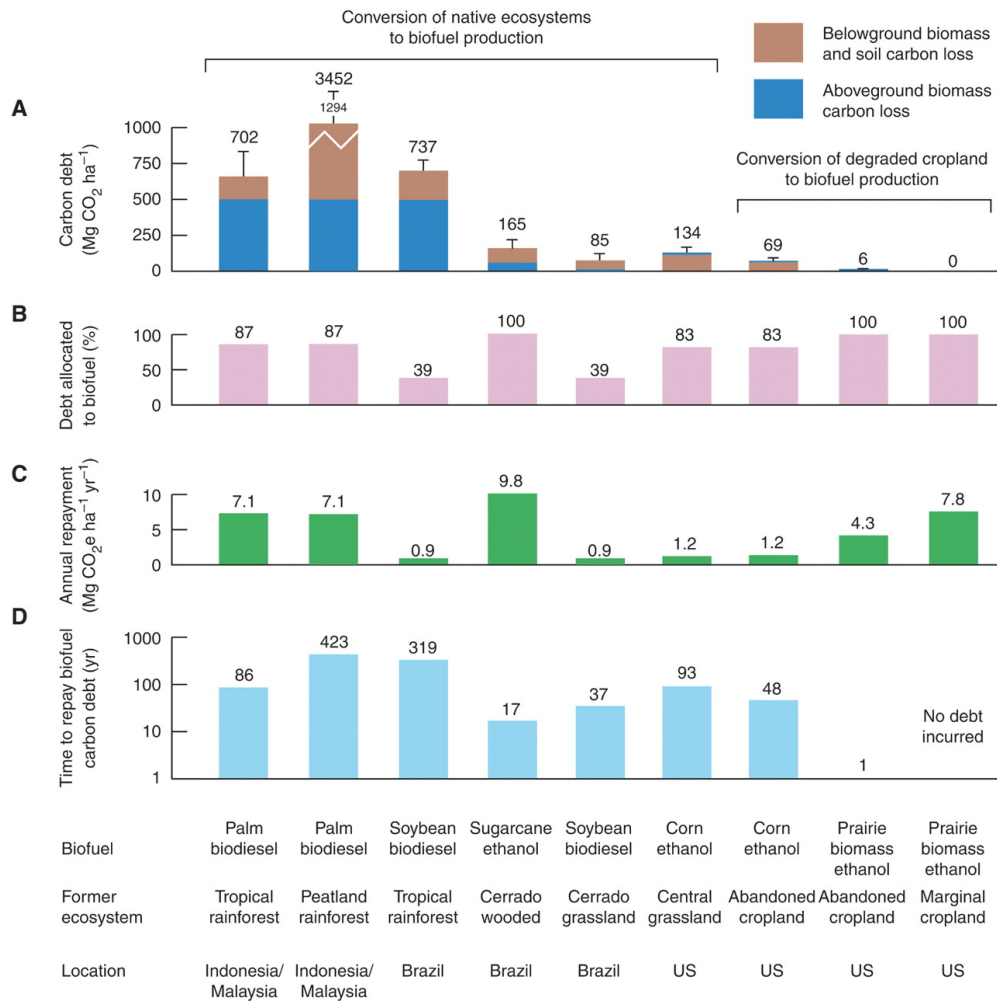 Conversion of native ecosystems
to biofuel production
Belowground biomass
and soil carbon loss
Aboveground biomass
carbon loss
Conversion of degraded cropland
to biofuel production
A
Carbon debt
(Mg CO₂ ha⁻¹)
1000
750
500
250
0
702
3452
1294
737
165
85
134
69
6
0
B
Debt allocated
to biofuel (%)
100
50
0
87
87
39
100
39
83
83
100
100
C
Annual repayment
(Mg CO₂e ha⁻¹ yr⁻¹)
10
5
0
7.1
7.1
0.9
9.8
0.9
1.2
1.2
4.3
7.8
D
Time to repay biofuel
carbon debt (yr)
1000
100
10
1
86
423
319
17
37
93
48
1
No debt
incurred
Biofuel
Palm
biodiesel
Palm
biodiesel
Soybean
biodiesel
Sugarcane
ethanol
Soybean
biodiesel
Corn
ethanol
Corn
ethanol
Prairie
biomass
ethanol
Prairie
biomass
ethanol
Former
ecosystem
Tropical
rainforest
Peatland
rainforest
Tropical
rainforest
Cerrado
wooded
Cerrado
grassland
Central
grassland
Abandoned
cropland
Abandoned
cropland
Marginal
cropland
Location
Indonesia/
Malaysia
Indonesia/
Malaysia
Brazil
Brazil
Brazil
US
US
US
US